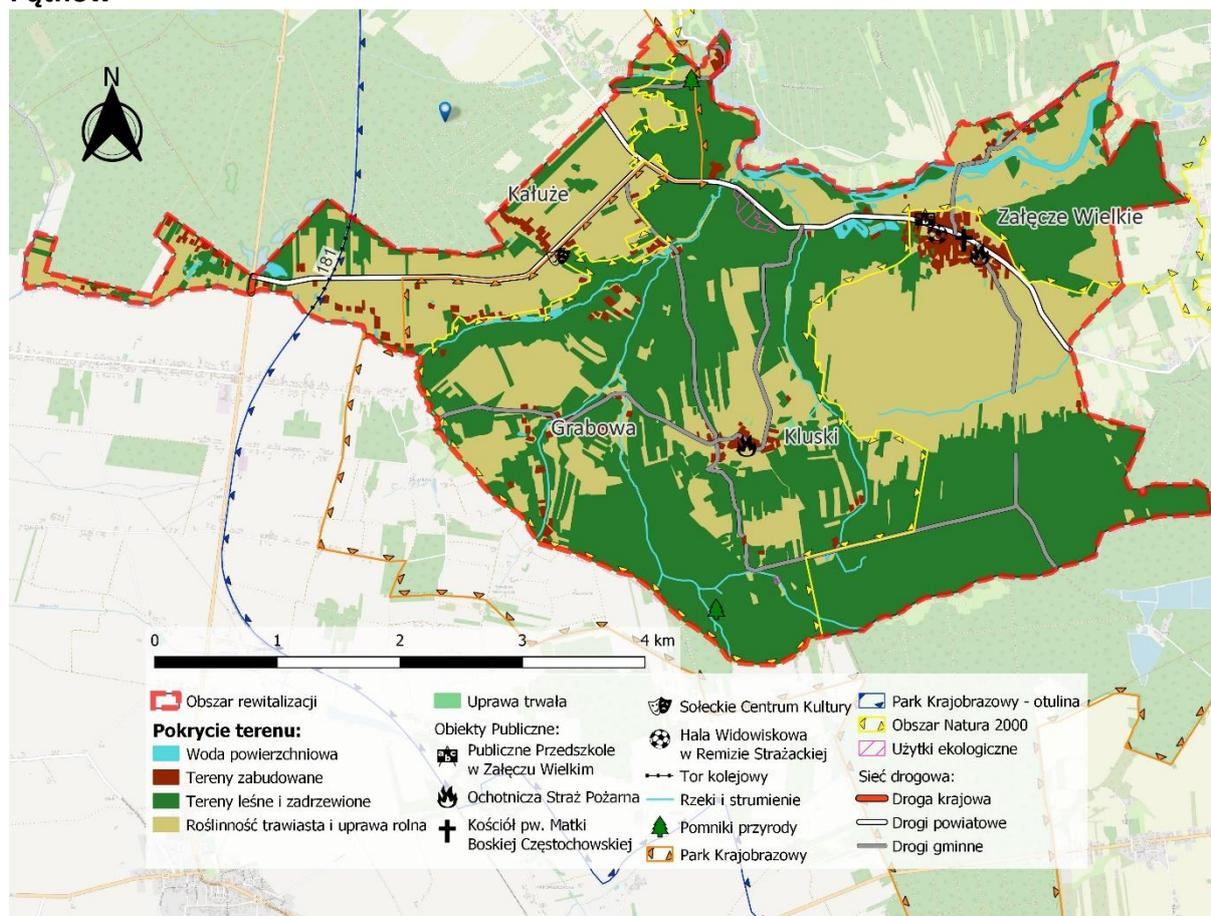 N
Kałuże
Załęcze Wielkie
181
Grabowa
Kluski
0 1 2 3 4 km
Obszar rewitalizacji
Pokrycie terenu:
Woda powierzchniowa
Tereny zabudowane
Tereny leśne i zadrzewione
Roślinność trawiasta i uprawa rolna
Uprawa trwała
Obiekty Publiczne:
Publiczne Przedszkole
w Załęczu Wielkim
Ochotnicza Straż Pożarna
Kościół pw. Matki
Boskiej Częstochowskiej
Sołeckie Centrum Kultury
Hala Widowiskowa
w Remizie Strażackiej
Tor kolejowy
Rzeki i strumienie
Pomniki przyrody
Park Krajobrazowy
Park Krajobrazowy - otulina
Obszar Natura 2000
Użytki ekologiczne
Sieć drogowa:
Droga krajowa
Drogi powiatowe
Drogi gminne